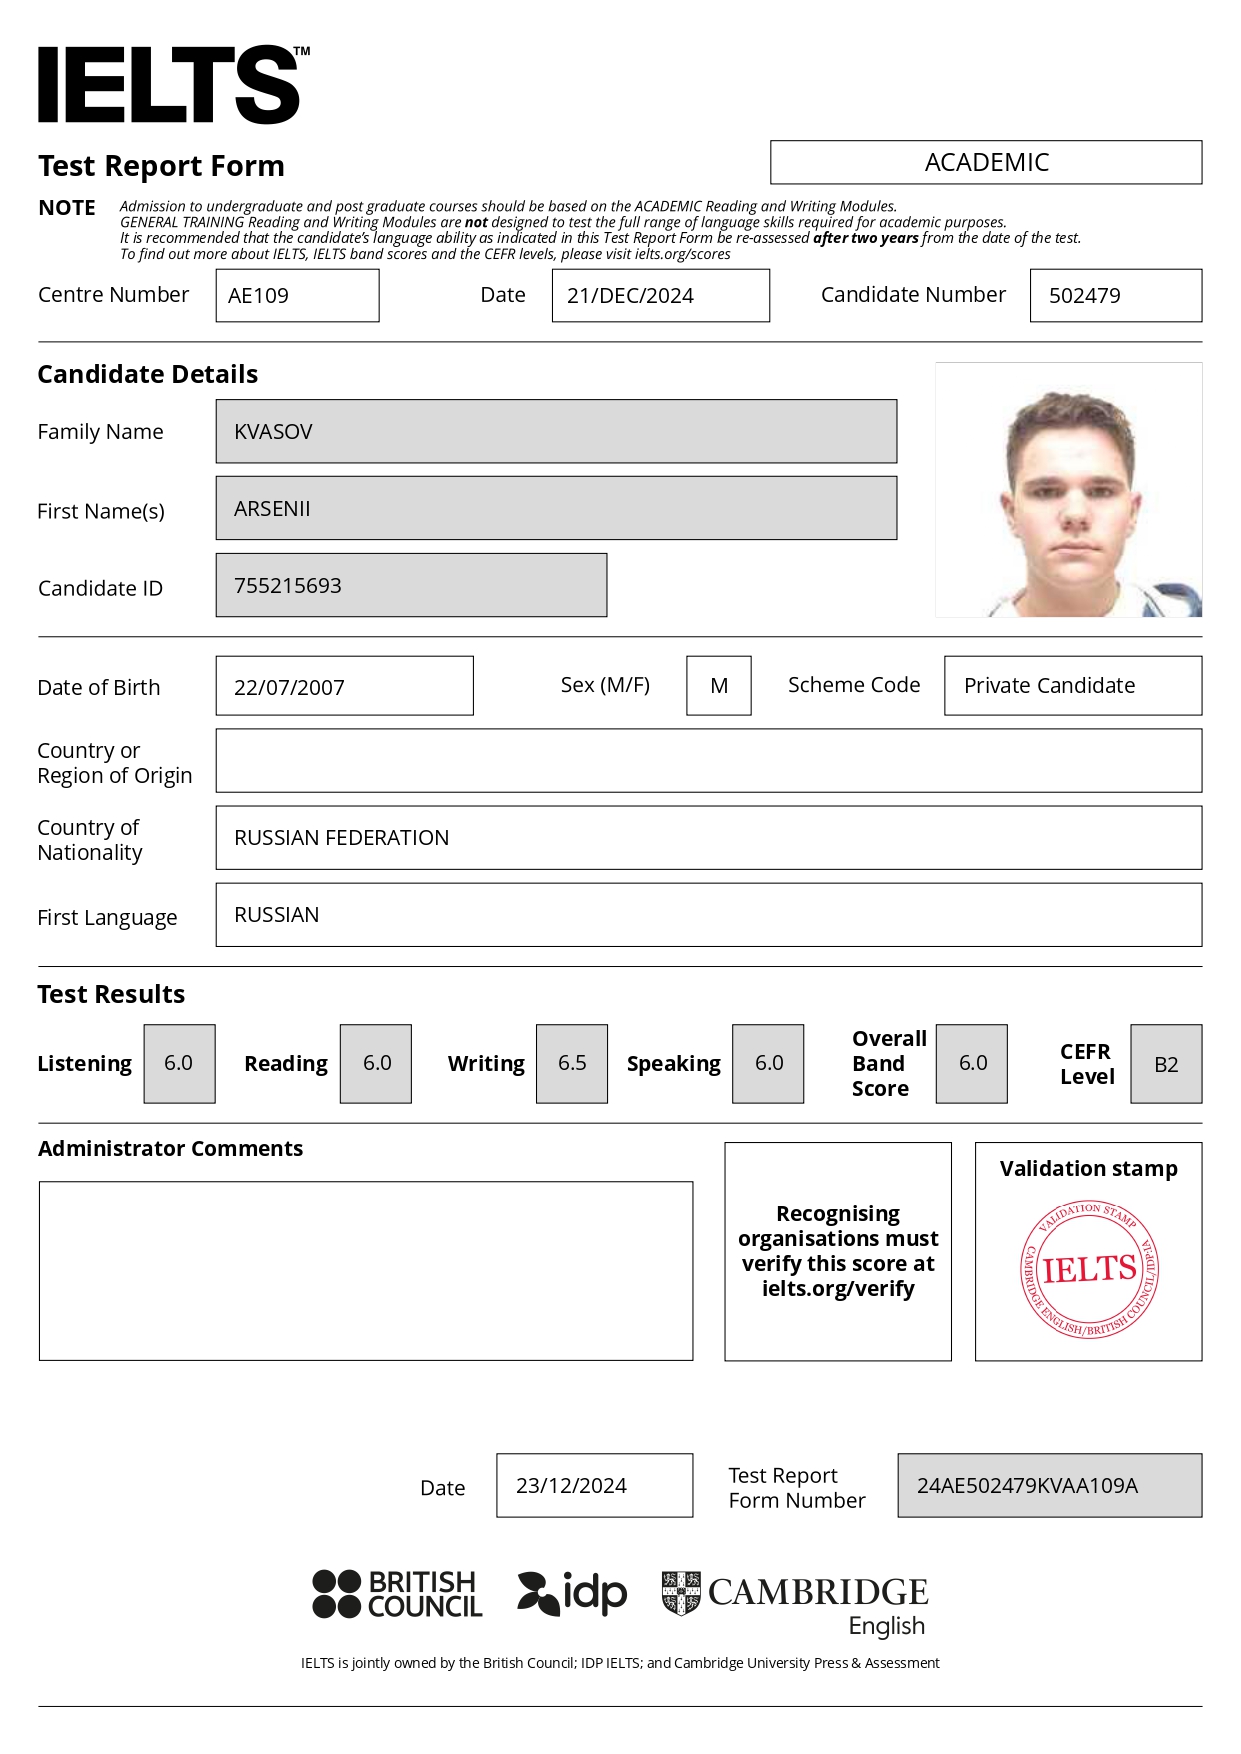 IELTS™
Test Report Form
ACADEMIC
NOTE
Admission to undergraduate and post graduate courses should be based on the ACADEMIC Reading and Writing Modules.
GENERAL TRAINING Reading and Writing Modules are not designed to test the full range of language skills required for academic purposes.
It is recommended that the candidate's language ability as indicated in this Test Report Form be re-assessed after two years from the date of the test.
To find out more about IELTS, IELTS band scores and the CEFR levels, please visit ielts.org/scores
Centre Number AE109 Date 21/DEC/2024 Candidate Number 502479
Candidate Details
Family Name KVASOV
First Name(s) ARSENII
Candidate ID 755215693
Date of Birth 22/07/2007 Sex (M/F) M Scheme Code Private Candidate
Country or
Region of Origin
Country of
Nationality
RUSSIAN FEDERATION
First Language RUSSIAN
Test Results
Listening 6.0 Reading 6.0 Writing 6.5 Speaking 6.0
Overall
Band
Score
6.0
CEFR
Level
B2
Administrator Comments
Recognising
organisations must
verify this score at
ielts.org/verify
Validation stamp
VALIDATION STAMP
IELTS
CAMBRIDGE ENGLISH/BRITISH COUNCIL/IDPIA
Date 23/12/2024
Test Report
Form Number
24AE502479KVAA109A
BRITISH
COUNCIL
idp
CAMBRIDGE
English
IELTS is jointly owned by the British Council; IDP IELTS; and Cambridge University Press & Assessment